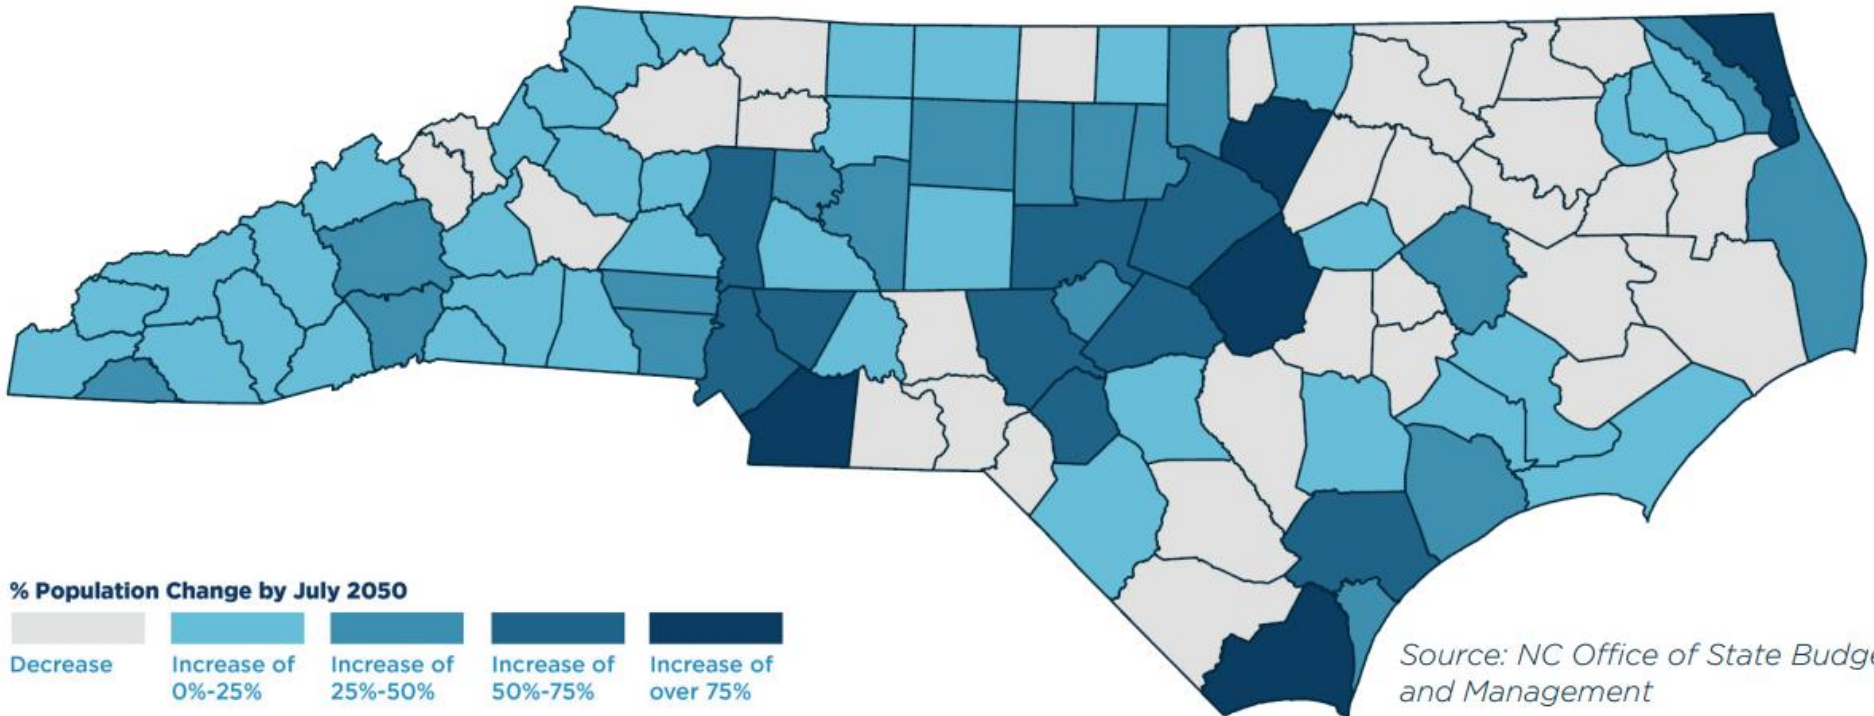 % Population Change by July 2050
Decrease
Increase of
0%-25%
Increase of
25%-50%
Increase of
50%-75%
Increase of
over 75%
Source: NC Office of State Budge
and Management